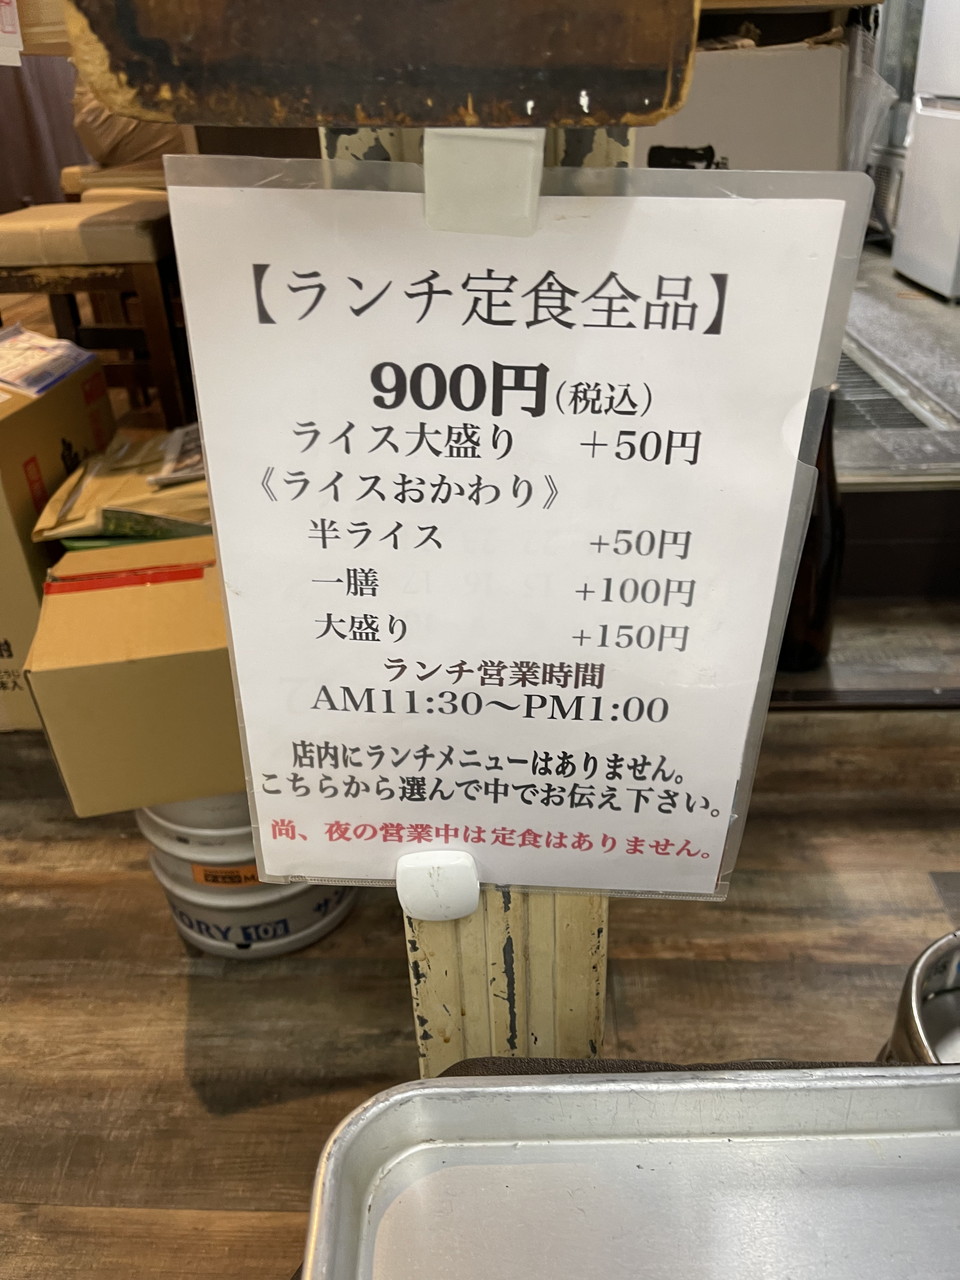 【ランチ定食全品】
900円(税込)
ライス大盛り +50円
《ライスおかわり》
半ライス +50円
一膳 +100円
大盛り +150円
ランチ営業時間
AM11:30〜PM1:00
店内にランチメニューはありません。
こちらから選んで中でお伝え下さい。
尚、夜の営業中は定食はありません。
ORY 10ℓ サン